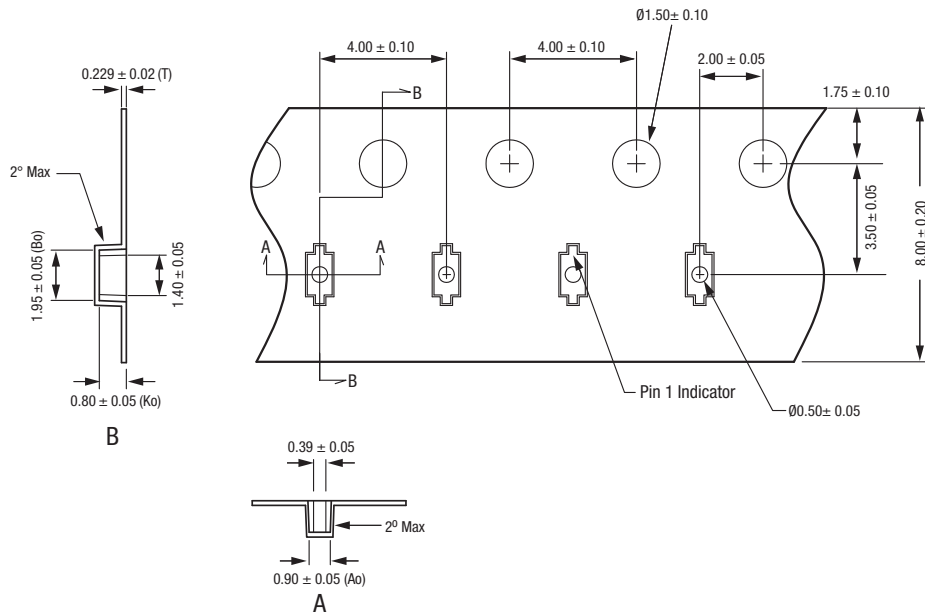 Ø1.50± 0.10
4.00 ± 0.10
4.00 ± 0.10
2.00 ± 0.05
0.229 ± 0.02 (T)
1.75 ± 0.10
B
2° Max
A
A
3.50 ± 0.05
8.00 ± 0.20
1.95 ± 0.05 (Bo)
1.40 ± 0.05
B
Pin 1 Indicator
0.80 ± 0.05 (Ko)
Ø0.50± 0.05
B
0.39 ± 0.05
2º Max
0.90 ± 0.05 (Ao)
A